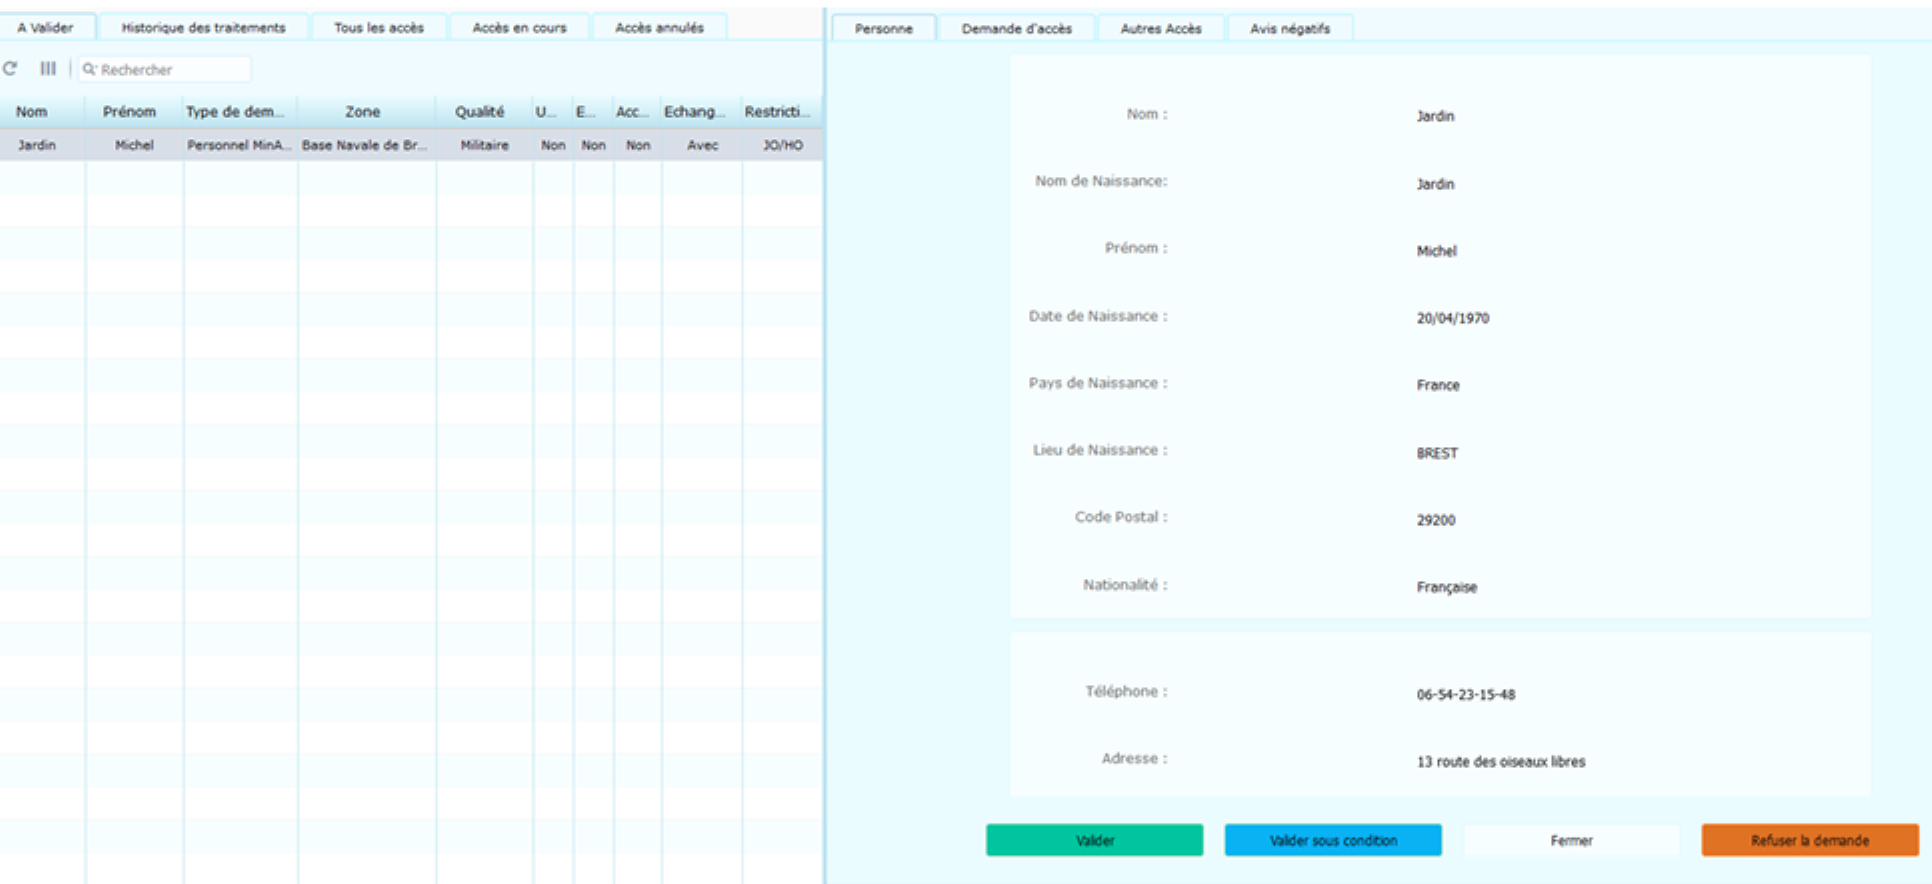 A Valider Historique des traitements Tous les accès Accès en cours Accès annulés
Rechercher
Nom Prénom Type de dem... Zone Qualité U... E... Acc... Echang... Restricti...
Jardin Michel Personnel MinA... Base Navale de Br... Militaire Non Non Non Avec JO/HO
Personne Demande d'accès Autres Accès Avis négatifs
Nom : Jardin
Nom de Naissance: Jardin
Prénom : Michel
Date de Naissance : 20/04/1970
Pays de Naissance : France
Lieu de Naissance : BREST
Code Postal : 29200
Nationalité : Française
Téléphone : 06-54-23-15-48
Adresse : 13 route des oiseaux libres
Valider Valider sous condition Fermer Refuser la demande